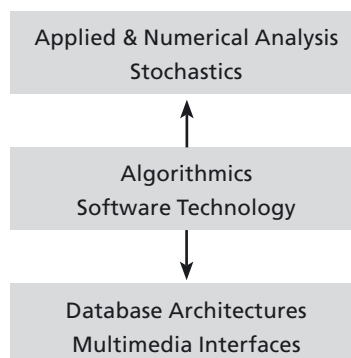 Applied & Numerical Analysis
Stochastics
Algorithmics
Software Technology
Database Architectures
Multimedia Interfaces